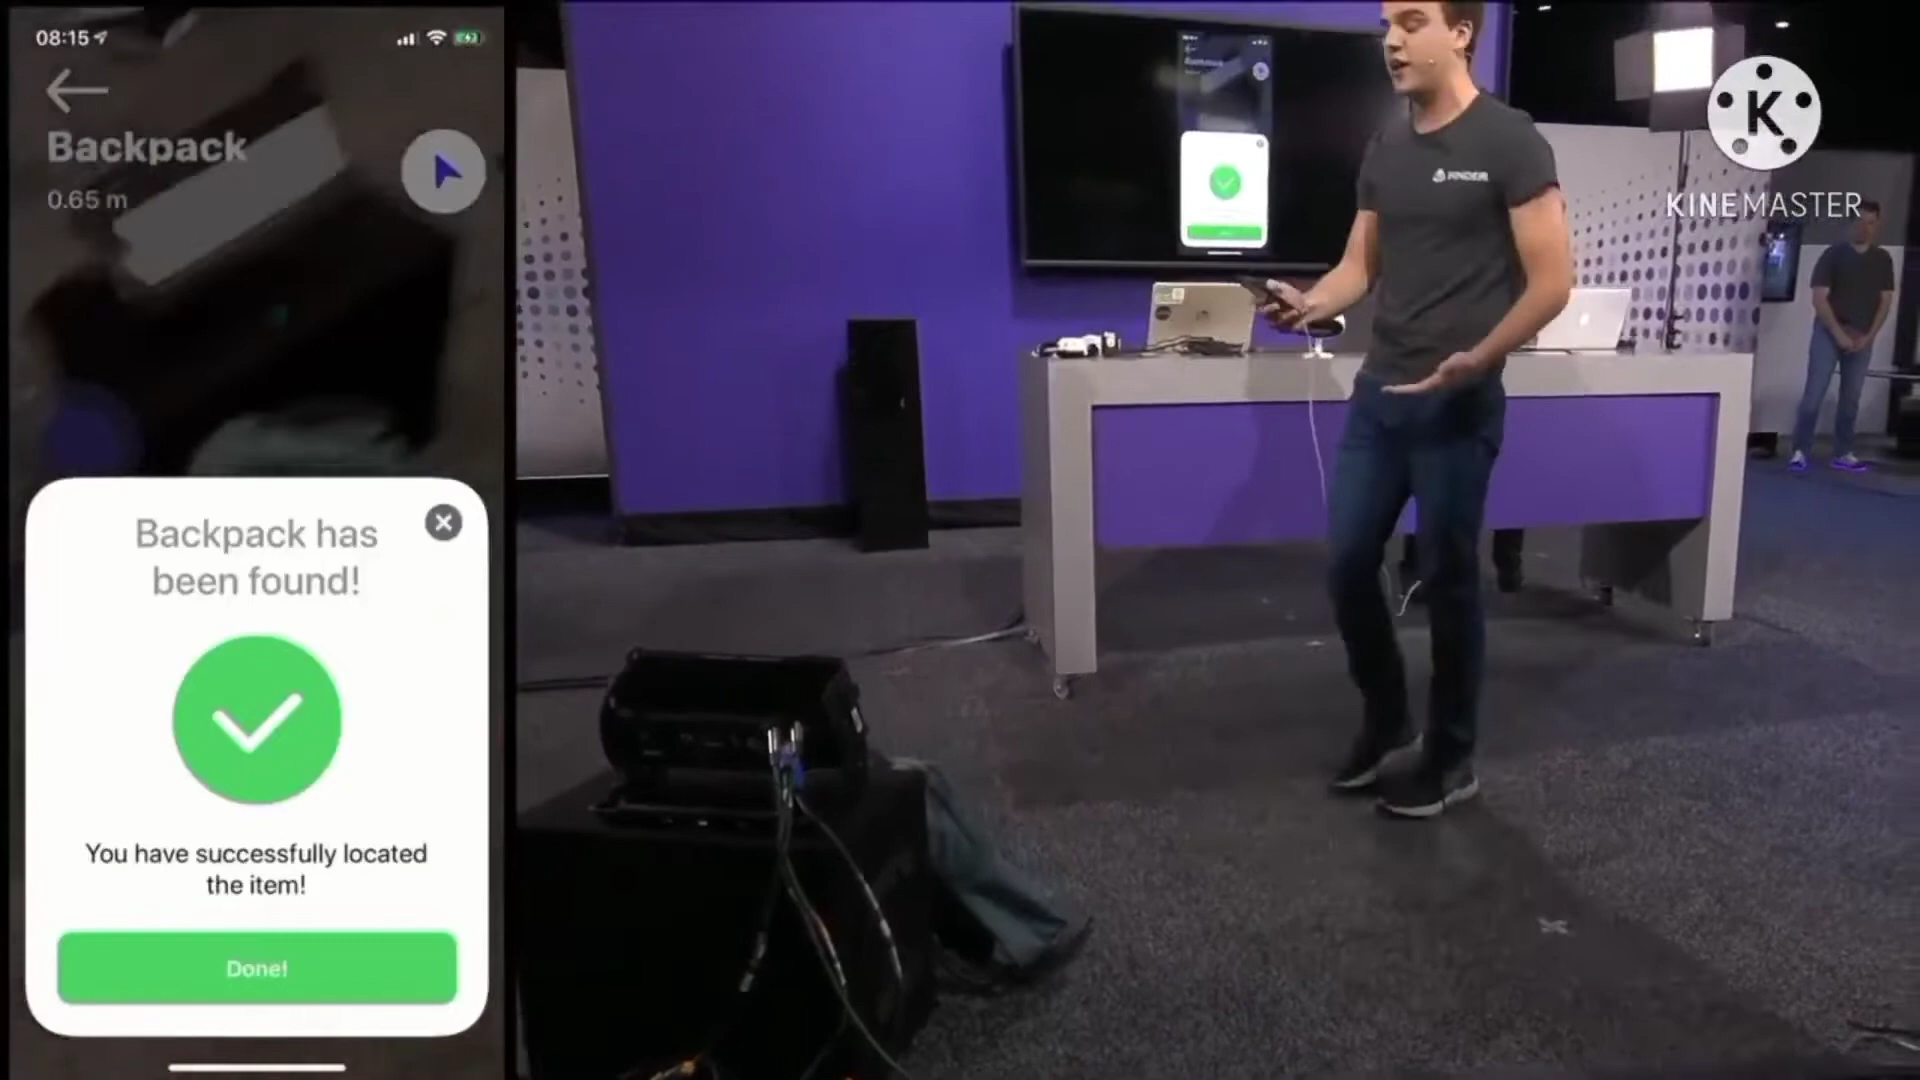 08:15
Backpack
0.65 m
Backpack has
been found!
You have successfully located
the item!
Done!
K
KINEMASTER